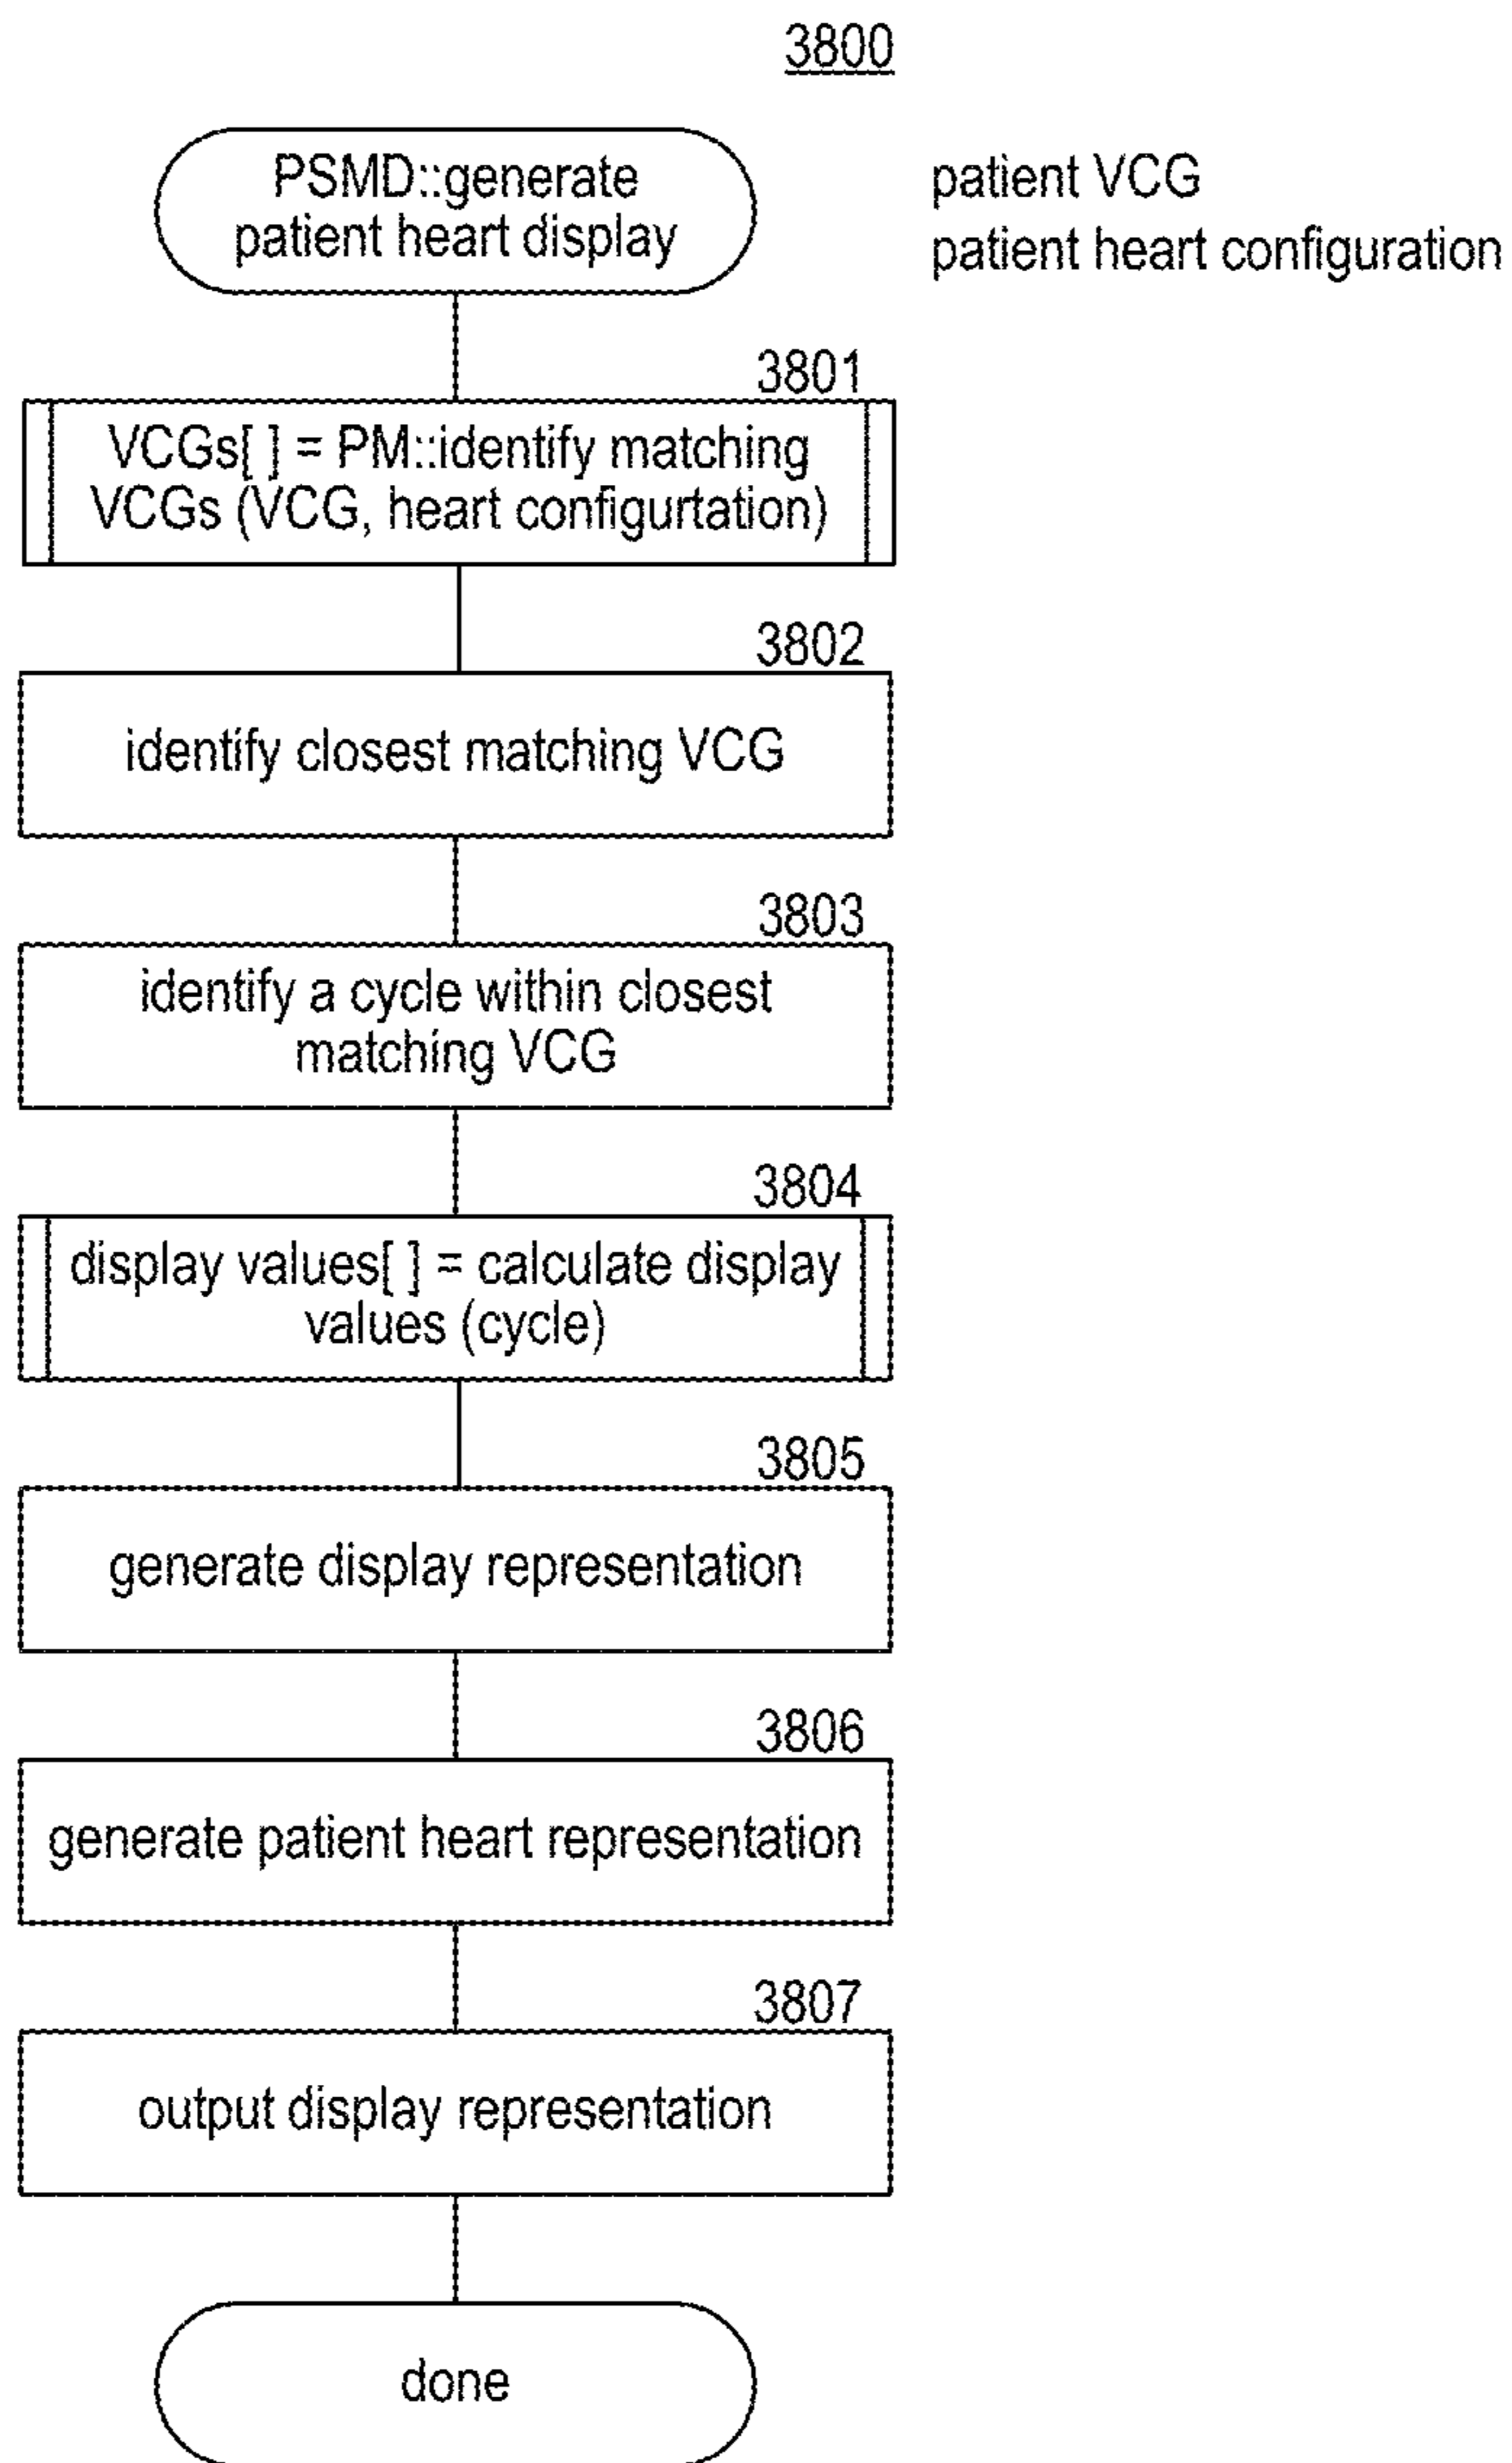 3800
PSMD::generate
patient heart display
patient VCG
patient heart configuration
3801
VCGs[ ] = PM::identify matching
VCGs (VCG, heart configurtation)
3802
identify closest matching VCG
3803
identify a cycle within closest
matching VCG
3804
display values[ ] = calculate display
values (cycle)
3805
generate display representation
3806
generate patient heart representation
3807
output display representation
done